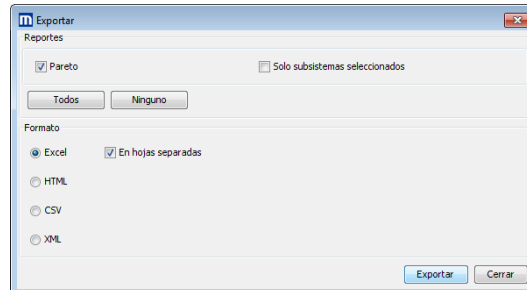 m Exportar
Reportes
Pareto Solo subsistemas seleccionados
Todos Ninguno
Formato
Excel En hojas separadas
HTML
CSV
XML
Exportar Cerrar